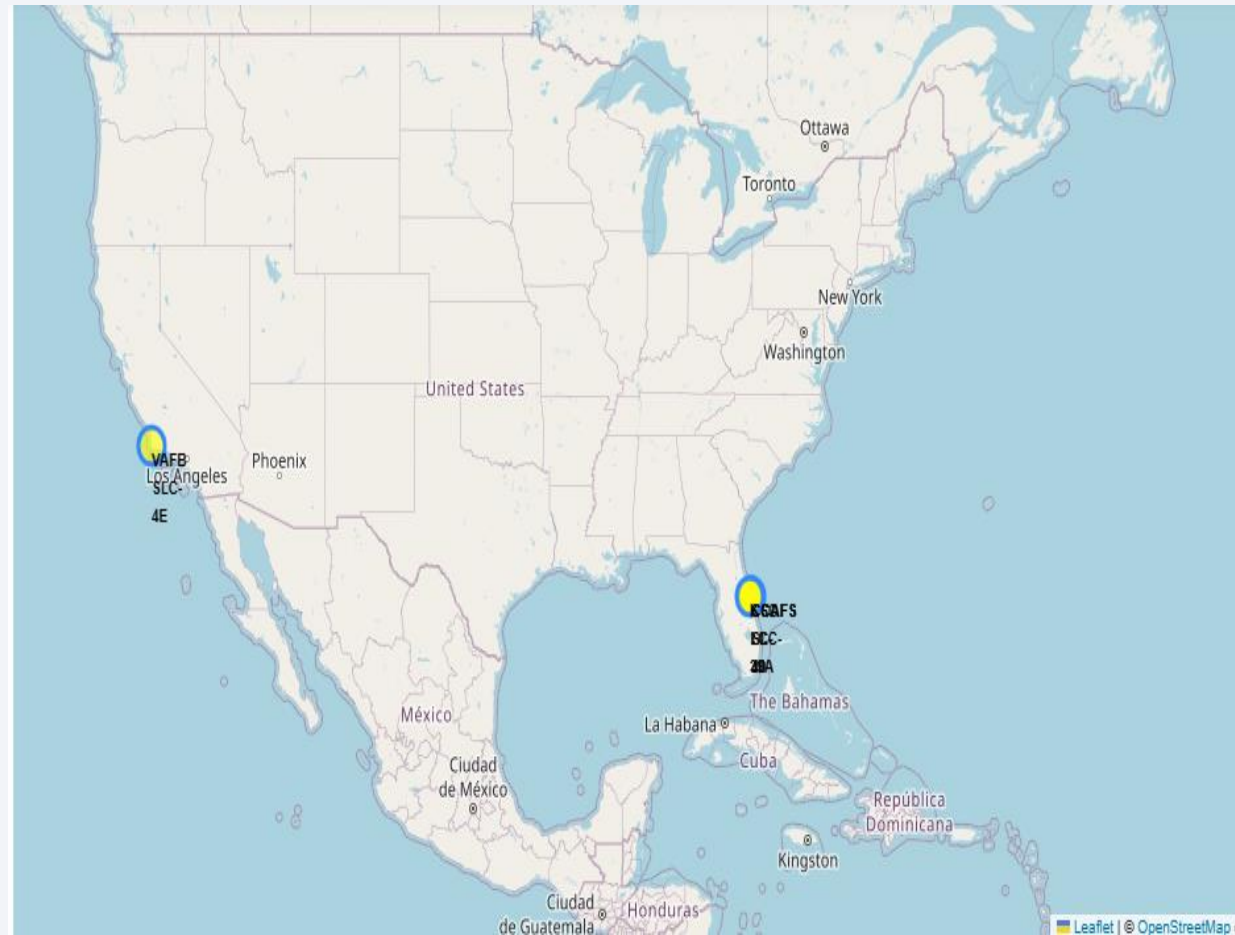 Ottawa
Toronto
New York
Washington
United States
VAFB
Los Angeles
SLC-
4E
Phoenix
The Bahamas
México
La Habana
Cuba
Ciudad
de México
República
Dominicana
Kingston
Ciudad
de Guatemala
Honduras
Leaflet | © OpenStreetMap